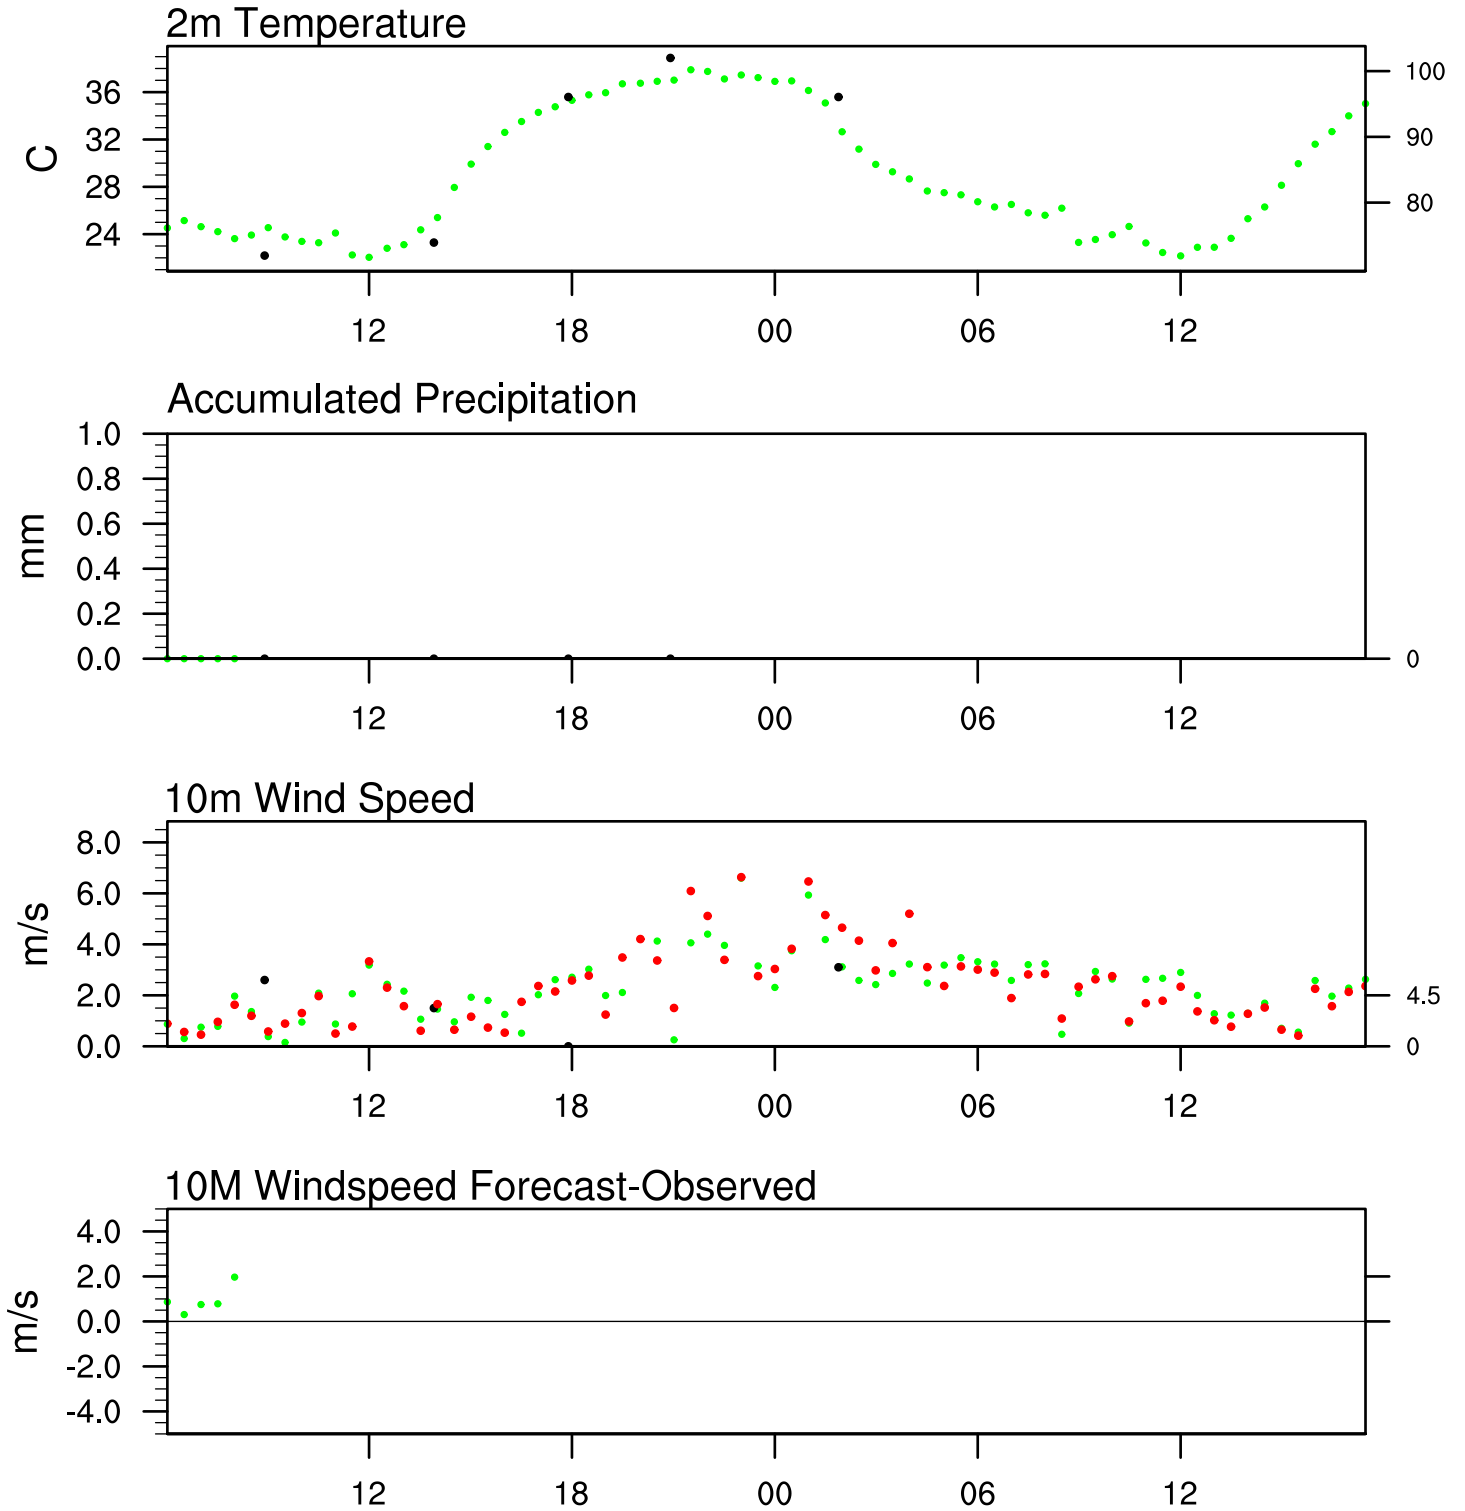 2m Temperature
C
36
32
28
24
100
90
80
12 18 00 06 12
Accumulated Precipitation
mm
1.0
0.8
0.6
0.4
0.2
0.0
0
12 18 00 06 12
10m Wind Speed
m/s
8.0
6.0
4.0
2.0
0.0
4.5
0
12 18 00 06 12
10M Windspeed Forecast-Observed
m/s
4.0
2.0
0.0
-2.0
-4.0
12 18 00 06 12